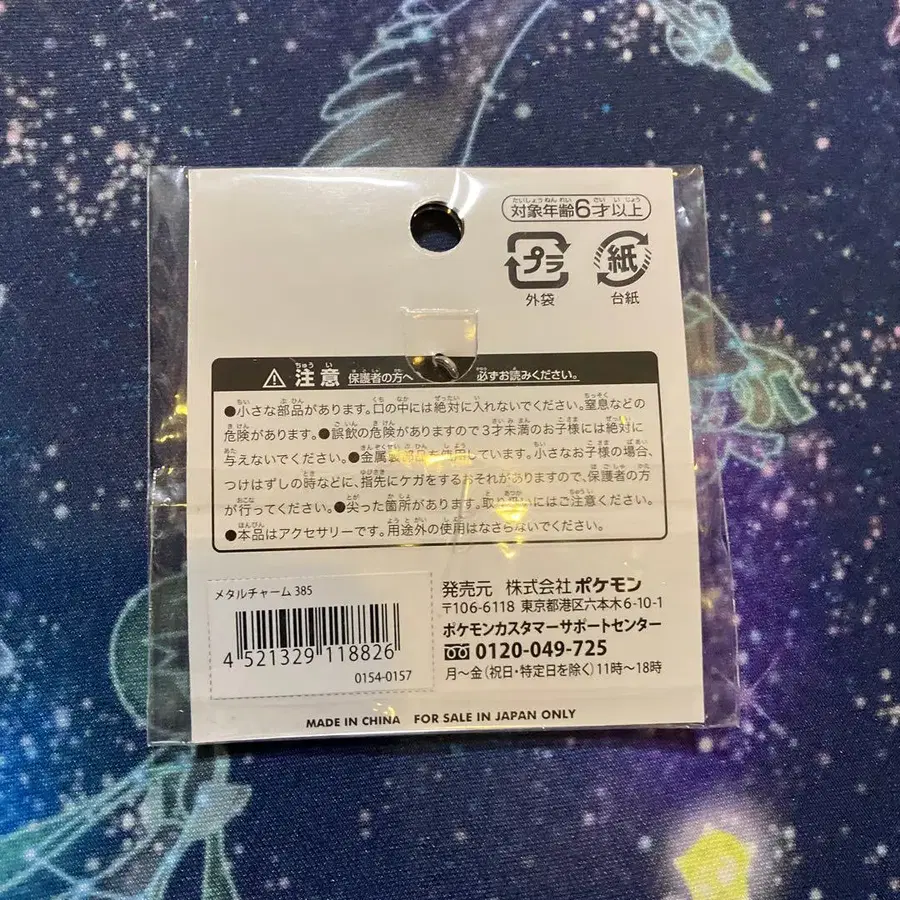 対象年齢6才以上
プラ
外袋
紙
台紙
注意 保護者の方へ 必ずお読みください。
●小さな部品があります。口の中には絶対に入れないでください。窒息などの
危険があります。●誤飲の危険がありますので3才未満のお子様には絶対に
与えないでください。●金属製部品を使用しています。小さなお子様の場合、
つけはずしの時などに、指先にケガをするおそれがありますので、保護者の方
が行ってください。●尖った箇所があります。取り扱いにはご注意ください。
●本品はアクセサリーです。用途外の使用はなさらないでください。
メタルチャーム 385
4 521329 118826
0154-0157
発売元 株式会社ポケモン
〒106-6118 東京都港区六本木6-10-1
ポケモンカスタマーサポートセンター
0120-049-725
月～金(祝日・特定日を除く)11時～18時
MADE IN CHINA FOR SALE IN JAPAN ONLY